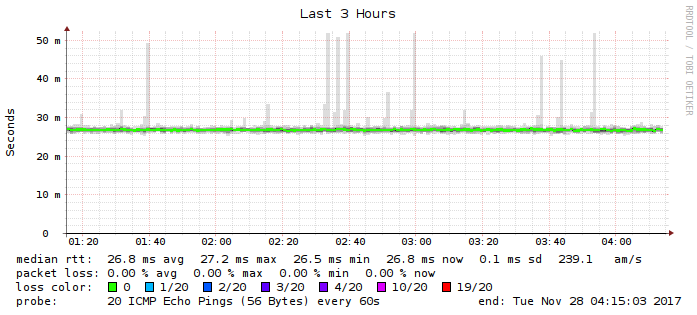 Last 3 Hours
RRDTOOL / TOBI OETIKER
Seconds
50 m
40 m
30 m
20 m
10 m
0
01:20 01:40 02:00 02:20 02:40 03:00 03:20 03:40 04:00
median rtt: 26.8 ms avg 27.2 ms max 26.5 ms min 26.8 ms now 0.1 ms sd 239.1 am/s
packet loss: 0.00 % avg 0.00 % max 0.00 % min 0.00 % now
loss color: 0 1/20 2/20 3/20 4/20 10/20 19/20
probe: 20 ICMP Echo Pings (56 Bytes) every 60s end: Tue Nov 28 04:15:03 2017